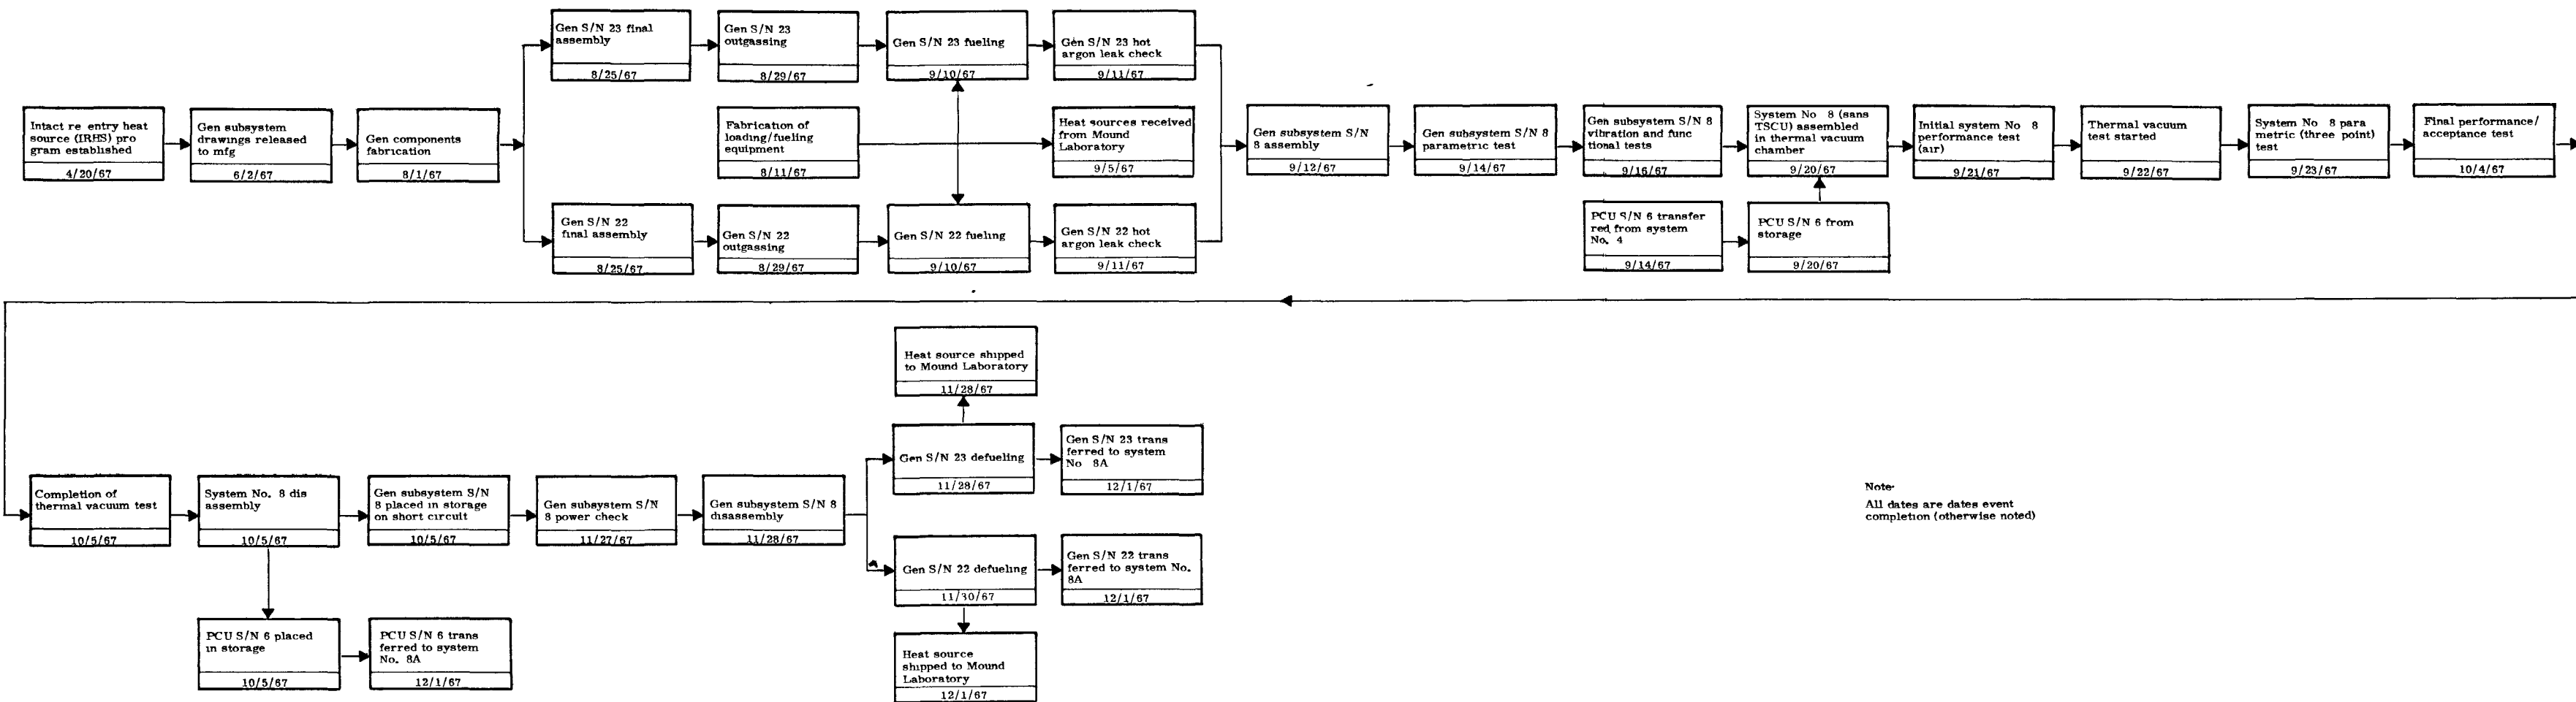 Gen S/N 23 final
assembly
8/25/67
Gen S/N 23
outgassing
8/29/67
Gen S/N 23 fueling
9/10/67
Gen S/N 23 hot
argon leak check
9/11/67
Intact re entry heat
source (IRHS) pro
gram established
4/20/67
Gen subsystem
drawings released
to mfg
6/2/67
Gen components
fabrication
8/1/67
Fabrication of
loading/fueling
equipment
8/11/67
Heat sources received
from Mound
Laboratory
9/5/67
Gen subsystem S/N
8 assembly
9/12/67
Gen subsystem S/N 8
parametric test
9/14/67
Gen subsystem S/N 8
vibration and func
tional tests
9/16/67
System No 8 (sans
TSCU) assembled
in thermal vacuum
chamber
9/20/67
Initial system No 8
performance test
(air)
9/21/67
Thermal vacuum
test started
9/22/67
System No 8 para
metric (three point)
test
9/23/67
Final performance/
acceptance test
10/4/67
Gen S/N 22
final assembly
8/25/67
Gen S/N 22
outgassing
8/29/67
Gen S/N 22 fueling
9/10/67
Gen S/N 22 hot
argon leak check
9/11/67
PCU S/N 6 transfer
red from system
No. 4
9/14/67
PCU S/N 6 from
storage
9/20/67
Heat source shipped
to Mound Laboratory
11/28/67
Gen S/N 23 defueling
11/28/67
Gen S/N 23 trans
ferred to system
No 8A
12/1/67
Completion of
thermal vacuum test
10/5/67
System No. 8 dis
assembly
10/5/67
Gen subsystem S/N
8 placed in storage
on short circuit
10/5/67
Gen subsystem S/N
8 power check
11/27/67
Gen subsystem S/N 8
disassembly
11/28/67
Gen S/N 22 defueling
11/30/67
Gen S/N 22 trans
ferred to system No.
8A
12/1/67
PCU S/N 6 placed
in storage
10/5/67
PCU S/N 6 trans
ferred to system
No. 8A
12/1/67
Heat source
shipped to Mound
Laboratory
12/1/67
Note·
All dates are dates event
completion (otherwise noted)